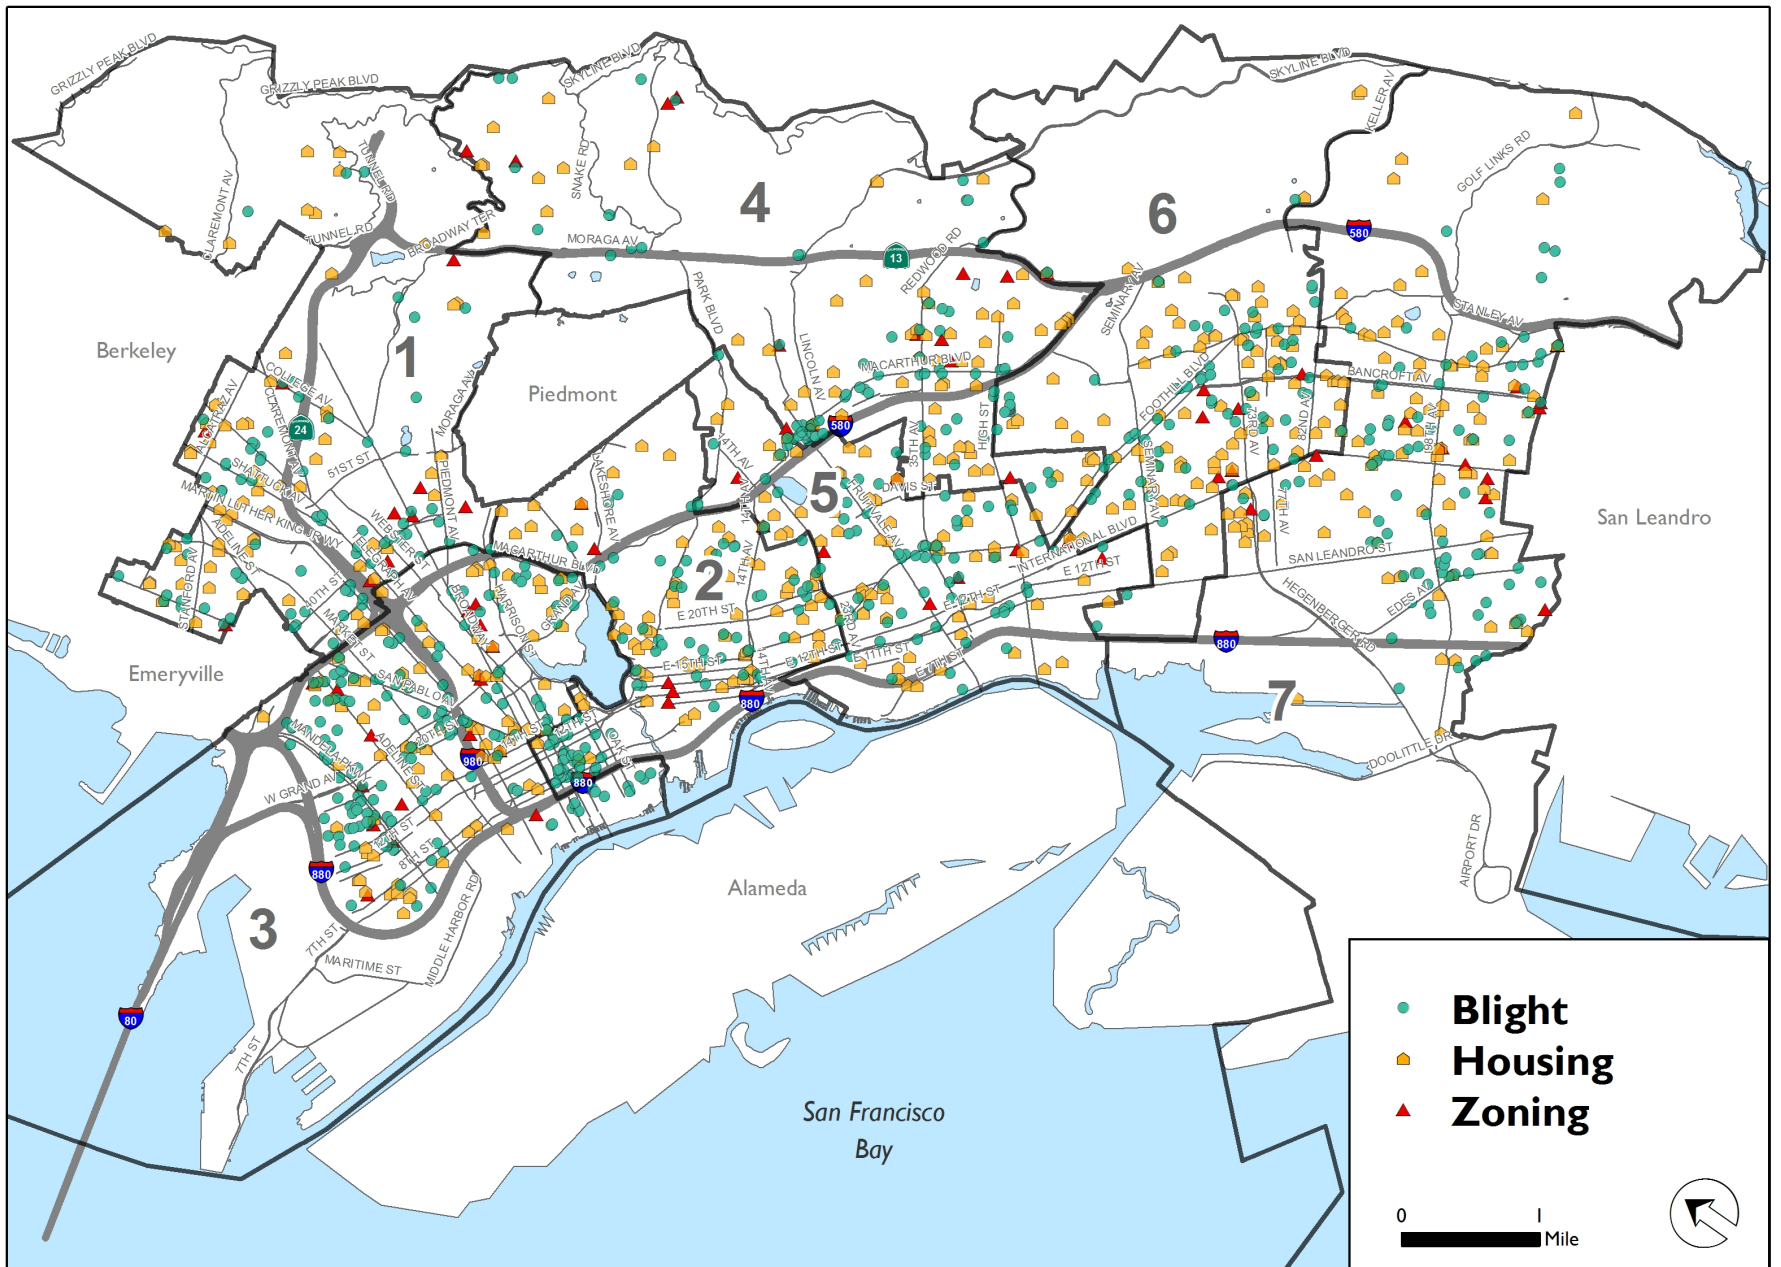 GRIZZLY PEAK BLVD
GRIZZLY PEAK BLVD
SKYLINE BLVD
SKYLINE BLVD
KELLER AV
GOLF LINKS RD
CLAREMONT AV
TUNNEL RD
TUNNEL RD
BROADWAY TER
SNAKE RD
MORAGA AV
4
6
13
580
REDWOOD RD
PARK BLVD
SEMINARY AV
STANLEY AV
Berkeley
1
Piedmont
COLLEGE AV
ALCATRAZ AV
CLAREMONT AV
24
MORAGA AV
LINCOLN AV
MACARTHUR BLVD
FOOTHILL BLVD
BANCROFT AV
580
35TH AV
HIGH ST
73RD AV
82ND AV
98TH AV
51ST ST
SHATTUCK AV
MARTIN LUTHER KING JR WY
PIEDMONT AV
LAKESHORE AV
14TH AV
14TH AV
5
DAVIS ST
FRUITVALE AV
SEMINARY AV
77TH AV
San Leandro
ADELINE ST
STANFORD AV
WEBSTER ST
TELEGRAPH AV
MACARTHUR BLVD
2
14TH AV
INTERNATIONAL BLVD
E 12TH ST
SAN LEANDRO ST
HEGENBERGER RD
EDES AV
40TH ST
MARKET ST
BROADWAY
HARRISON ST
GRAND AV
E 20TH ST
23RD AV
E 12TH ST
880
Emeryville
SAN PABLO AV
E 15TH ST
14TH AV
E 12TH ST
E 11TH ST
E 7TH ST
880
7
MANDELA PKWY
ADELINE ST
20TH ST
14TH ST
12TH ST
OAK ST
980
880
W GRAND AV
DOOLITTLE DR
AIRPORT DR
12TH ST
8TH ST
880
3
7TH ST
MIDDLE HARBOR RD
MARITIME ST
Alameda
80
7TH ST
San Francisco
Bay
Blight
Housing
Zoning
0 1
Mile